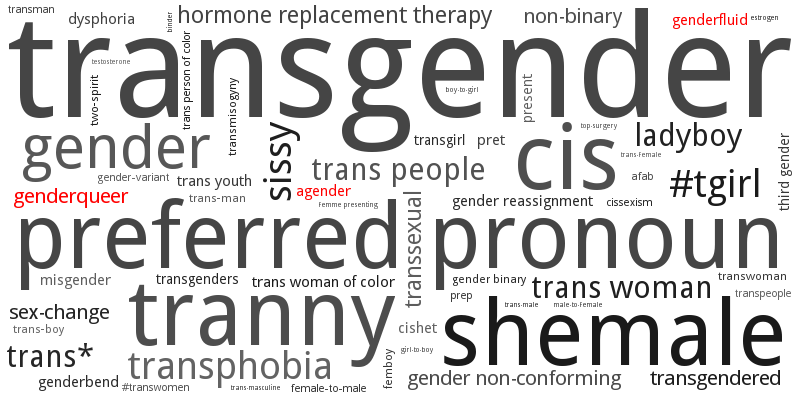 transman
dysphoria
binder
hormone replacement therapy
non-binary
genderfluid
estrogen
transgender
testosterone
two-spirit
trans person of color
transmisogyny
boy-to-girl
present
gender
sissy
transgirl
pret
cis
top-surgery
ladyboy
trans-female
third gender
gender-variant
trans youth
trans people
afab
#tgirl
genderqueer
trans-man
agender
Femme presenting
transsexual
gender reassignment
cissexism
preferred pronoun
misgender
transgenders
trans woman of color
gender binary
trans woman
transwoman
prep
transpeople
sex-change
tranny
trans-male
male-to-female
shemale
trans-boy
cishet
trans*
transphobia
femboy
girl-to-boy
genderbend
#transwomen
trans-masculine
female-to-male
gender non-conforming
transgendered